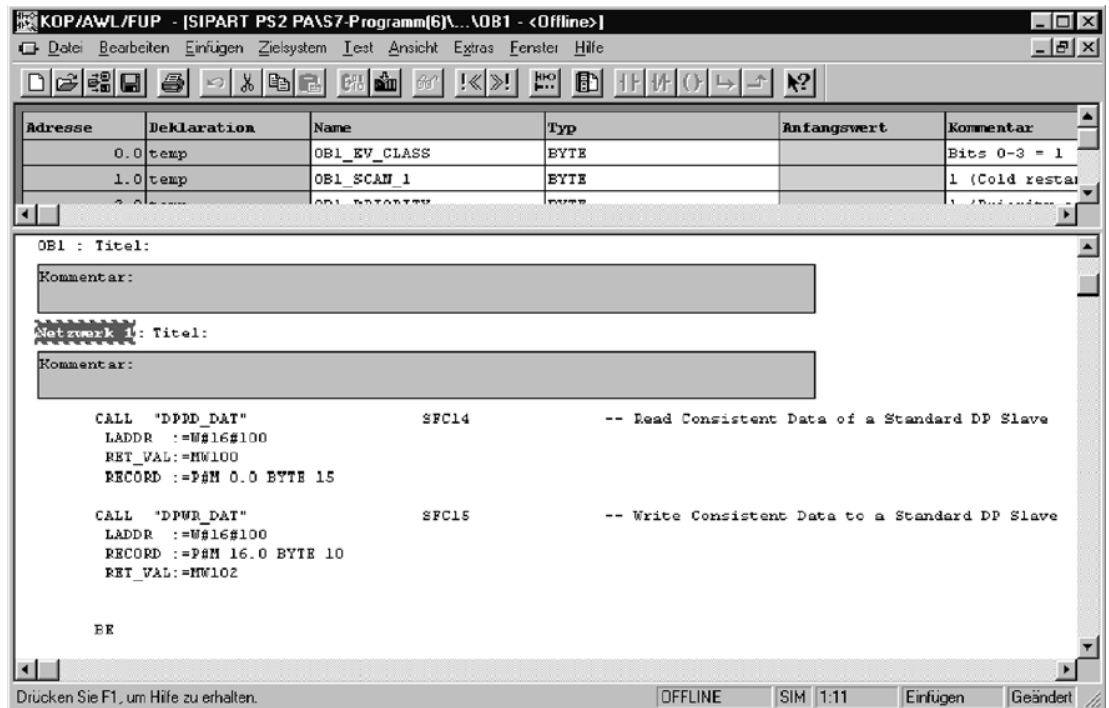 KOP/AWL/FUP - [SIPART PS2 PA\S7-Programm(6)\...\OB1 - <Offline>]
Datei Bearbeiten Einfügen Zielsystem Test Ansicht Extras Fenster Hilfe
Adresse Deklaration Name Typ Anfangswert Kommentar
0.0 temp OB1_EV_CLASS BYTE Bits 0-3 = 1
1.0 temp OB1_SCAN_1 BYTE 1 (Cold restar
OB1 : Titel:
Kommentar:
Netzwerk 1: Titel:
Kommentar:
CALL "DPRD_DAT" SFC14 -- Read Consistent Data of a Standard DP Slave
LADDR :=W#16#100
RET_VAL:=MW100
RECORD :=P#M 0.0 BYTE 15
CALL "DPWR_DAT" SFC15 -- Write Consistent Data to a Standard DP Slave
LADDR :=W#16#100
RECORD :=P#M 16.0 BYTE 10
RET_VAL:=MW102
BE
Drücken Sie F1, um Hilfe zu erhalten. OFFLINE SIM 1:11 Einfügen Geändert